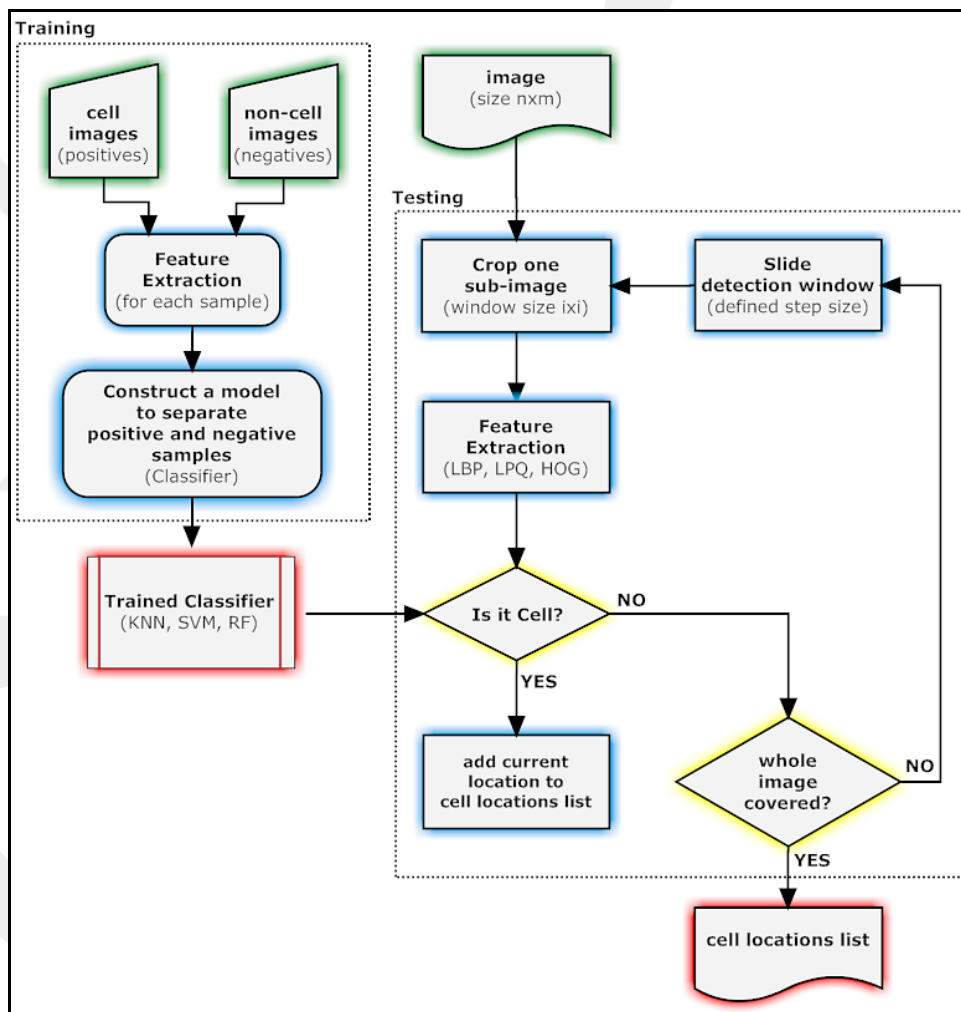 Training
cell
images
(positives)
non-cell
images
(negatives)
Feature
Extraction
(for each sample)
Construct a model
to separate
positive and negative
samples
(Classifier)
Trained Classifier
(KNN, SVM, RF)
image
(size nxm)
Testing
Crop one
sub-image
(window size ixi)
Slide
detection window
(defined step size)
Feature
Extraction
(LBP, LPQ, HOG)
Is it Cell?
NO
YES
add current
location to
cell locations list
whole
image
covered?
NO
YES
cell locations list